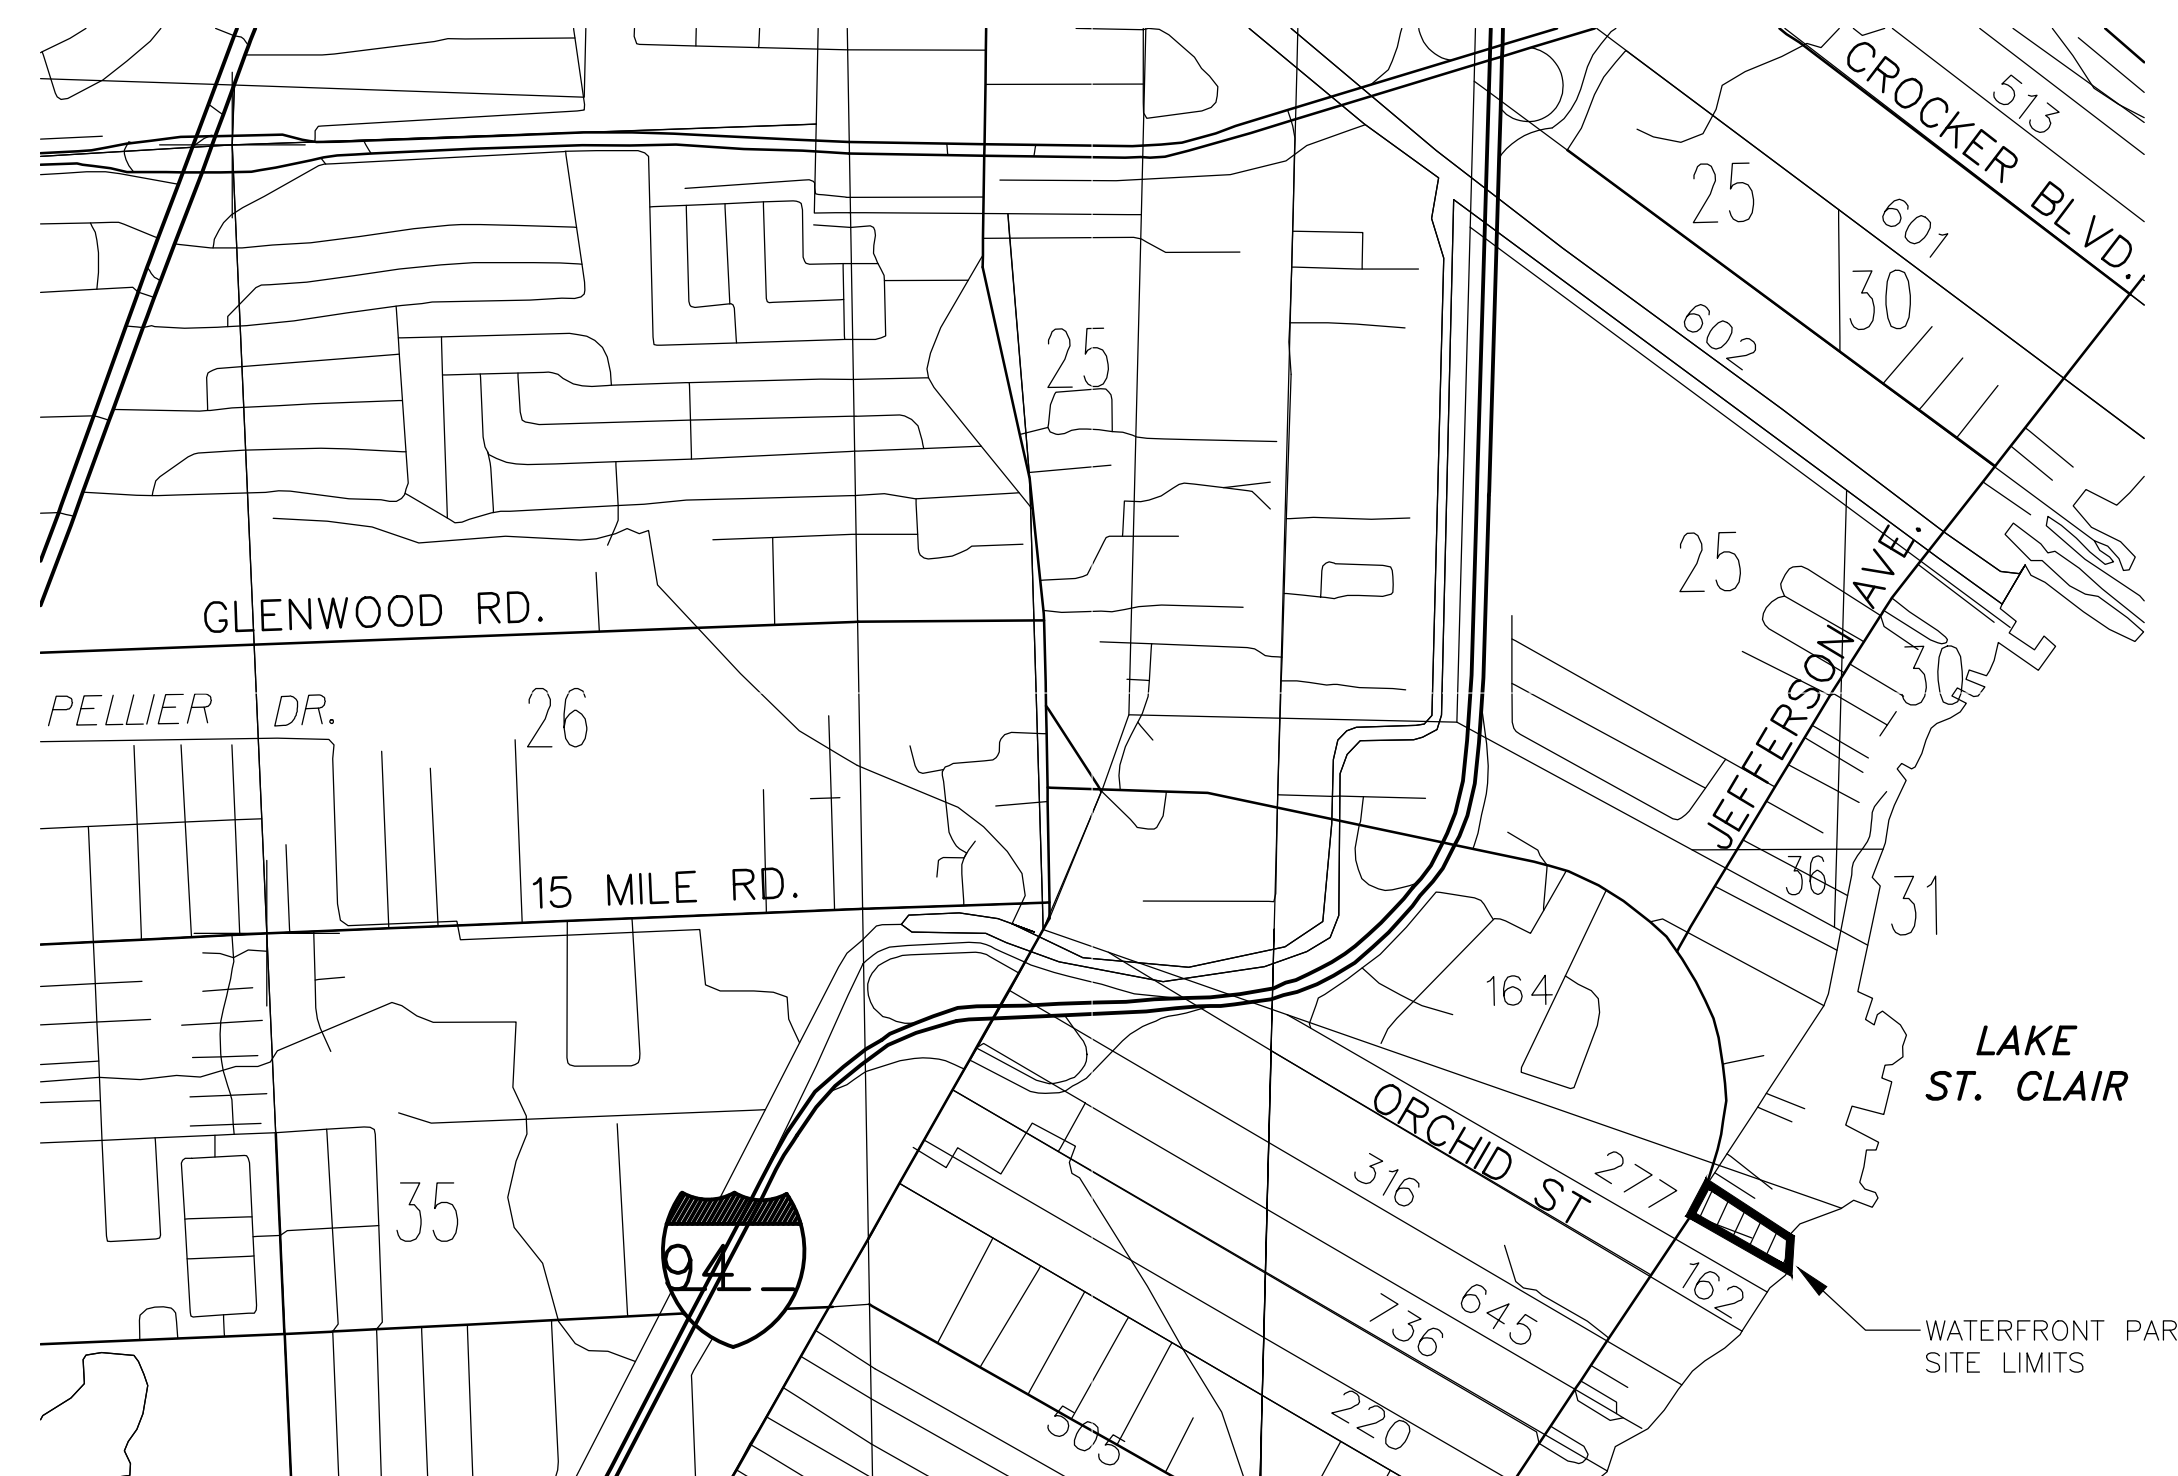 CROCKER BLVD.
513
25
601
30
602
25
25
GLENWOOD RD.
JEFFERSON AVE.
30
PELLIER DR.
26
15 MILE RD.
36
31
164
LAKE
ST. CLAIR
ORCHID ST
277
316
35
94
162
645
736
WATERFRONT PAR
SITE LIMITS
220
505